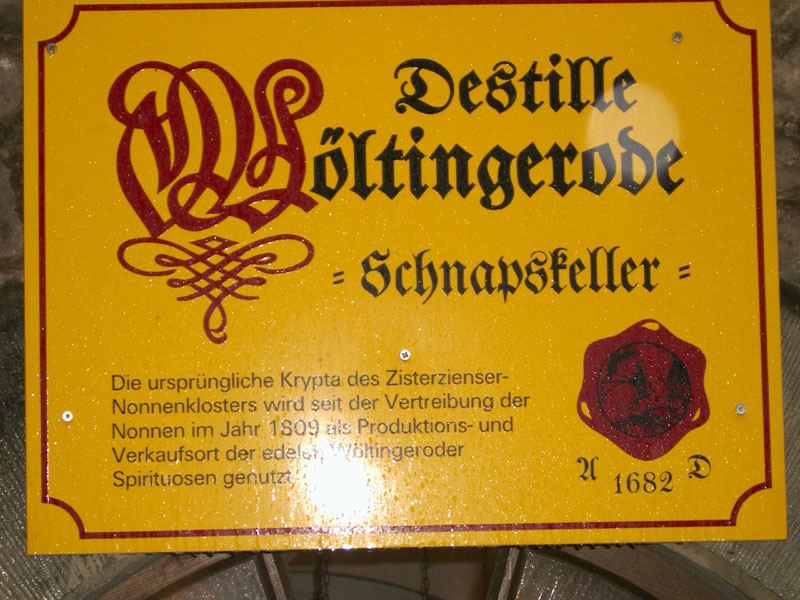 Destille
Wöltingerode
= Schnapskeller =
Die ursprüngliche Krypta des Zisterzienser-
Nonnenklosters wird seit der Vertreibung der
Nonnen im Jahr 1809 als Produktions- und
Verkaufsort der edelen Wöltingeroder
Spirituosen genutzt.
A 1682 D